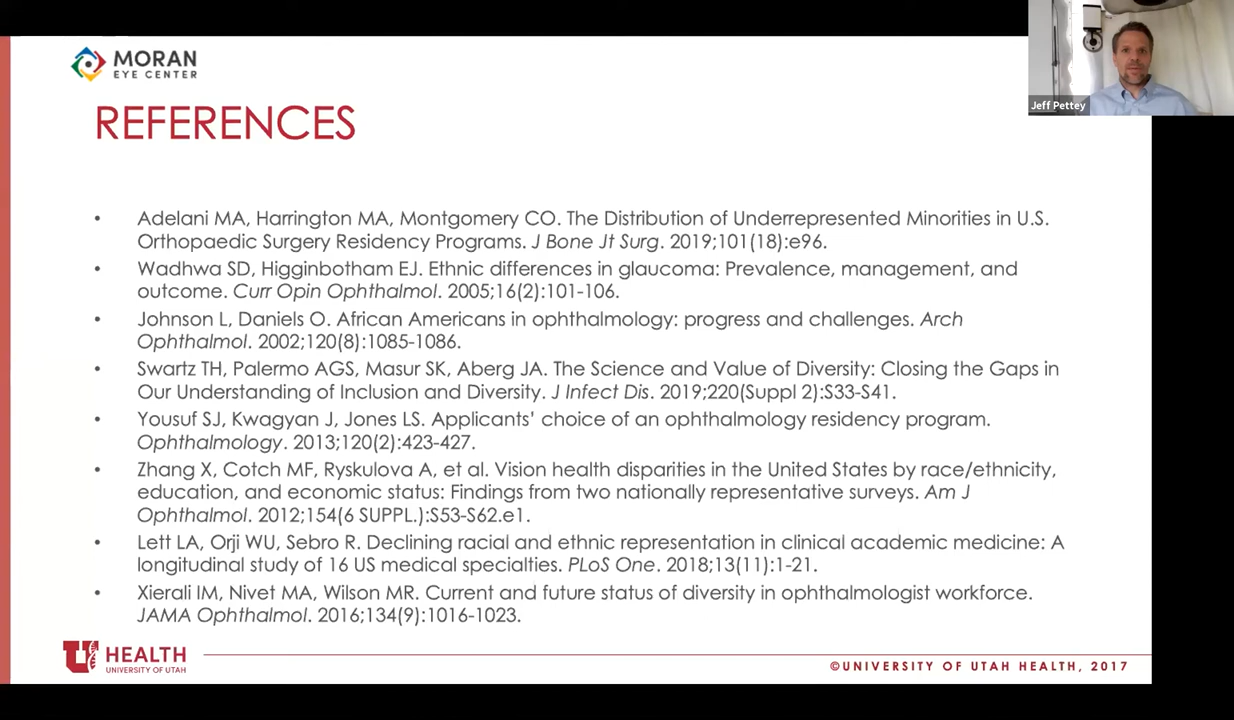 MORAN
EYE CENTER
Jeff Pettey
REFERENCES
• Adelani MA, Harrington MA, Montgomery CO. The Distribution of Underrepresented Minorities in U.S.
Orthopaedic Surgery Residency Programs. J Bone Jt Surg. 2019;101(18):e96.
• Wadhwa SD, Higginbotham EJ. Ethnic differences in glaucoma: Prevalence, management, and
outcome. Curr Opin Ophthalmol. 2005;16(2):101-106.
• Johnson L, Daniels O. African Americans in ophthalmology: progress and challenges. Arch
Ophthalmol. 2002;120(8):1085-1086.
• Swartz TH, Palermo AGS, Masur SK, Aberg JA. The Science and Value of Diversity: Closing the Gaps in
Our Understanding of Inclusion and Diversity. J Infect Dis. 2019;220(Suppl 2):S33-S41.
• Yousuf SJ, Kwagyan J, Jones LS. Applicants’ choice of an ophthalmology residency program.
Ophthalmology. 2013;120(2):423-427.
• Zhang X, Cotch MF, Ryskulova A, et al. Vision health disparities in the United States by race/ethnicity,
education, and economic status: Findings from two nationally representative surveys. Am J
Ophthalmol. 2012;154(6 SUPPL.):S53-S62.e1.
• Lett LA, Orji WU, Sebro R. Declining racial and ethnic representation in clinical academic medicine: A
longitudinal study of 16 US medical specialties. PLoS One. 2018;13(11):1-21.
• Xierali IM, Nivet MA, Wilson MR. Current and future status of diversity in ophthalmologist workforce.
JAMA Ophthalmol. 2016;134(9):1016-1023.
U HEALTH
UNIVERSITY OF UTAH
©UNIVERSITY OF UTAH HEALTH, 2017